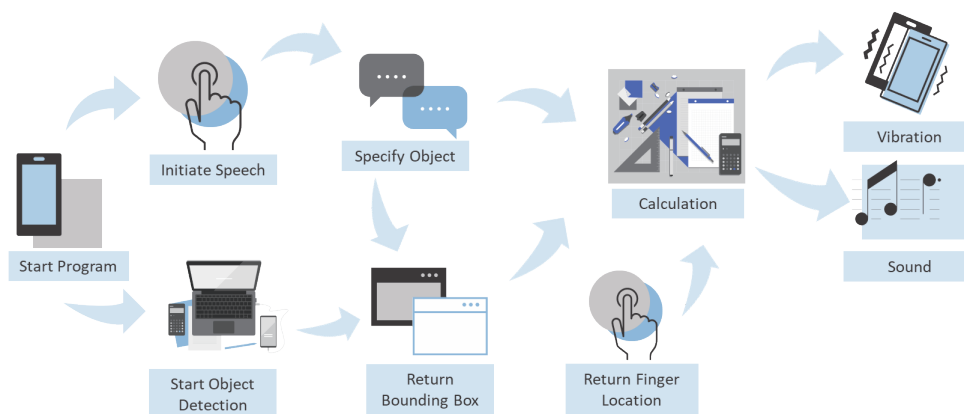 Initiate Speech
Specify Object
Vibration
Calculation
Start Program
Sound
Start Object
Detection
Return
Bounding Box
Return Finger
Location